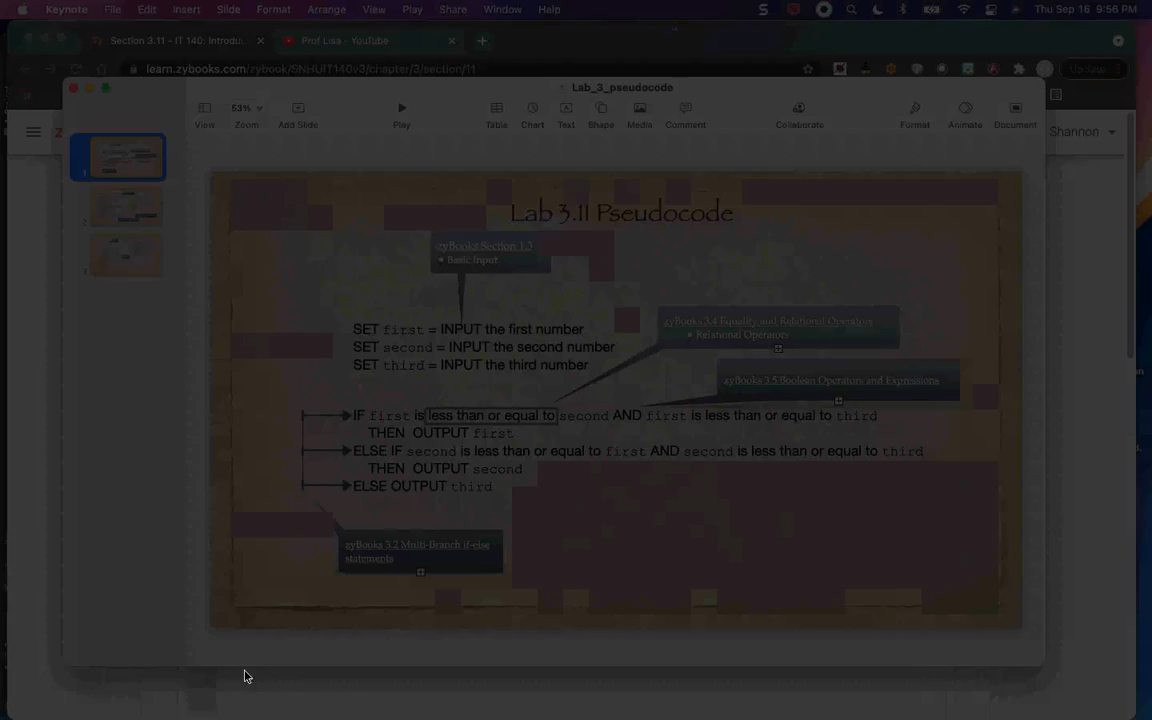 Keynote File Edit Insert Slide Format Arrange View Play Share Window Help
Thu Sep 16 9:56 PM
Section 3.11 - IT 140: Introdu
Prof Lisa - YouTube
learn.zybooks.com/zybook/SNHUIT140v3/chapter/3/section/11
Update
Lab_3_pseudocode
53%
View Zoom Add Slide Play Table Chart Text Shape Media Comment Collaborate Format Animate Document
Shannon
1
2
3
Lab 3.11 Pseudocode
zyBooks Section 1.3
• Basic Input
zyBooks 3.4 Equality and Relational Operators
• Relational Operators
SET first = INPUT the first number
SET second = INPUT the second number
SET third = INPUT the third number
zyBooks 3.5 Boolean Operators and Expressions
IF first is less than or equal to second AND first is less than or equal to third
THEN OUTPUT first
ELSE IF second is less than or equal to first AND second is less than or equal to third
THEN OUTPUT second
ELSE OUTPUT third
zyBooks 3.2 Multi-Branch if-else
statements